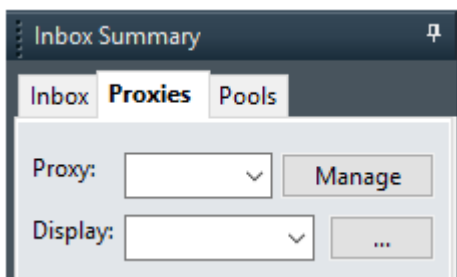 Inbox Summary
Inbox Proxies Pools
Proxy: Manage
Display: ...